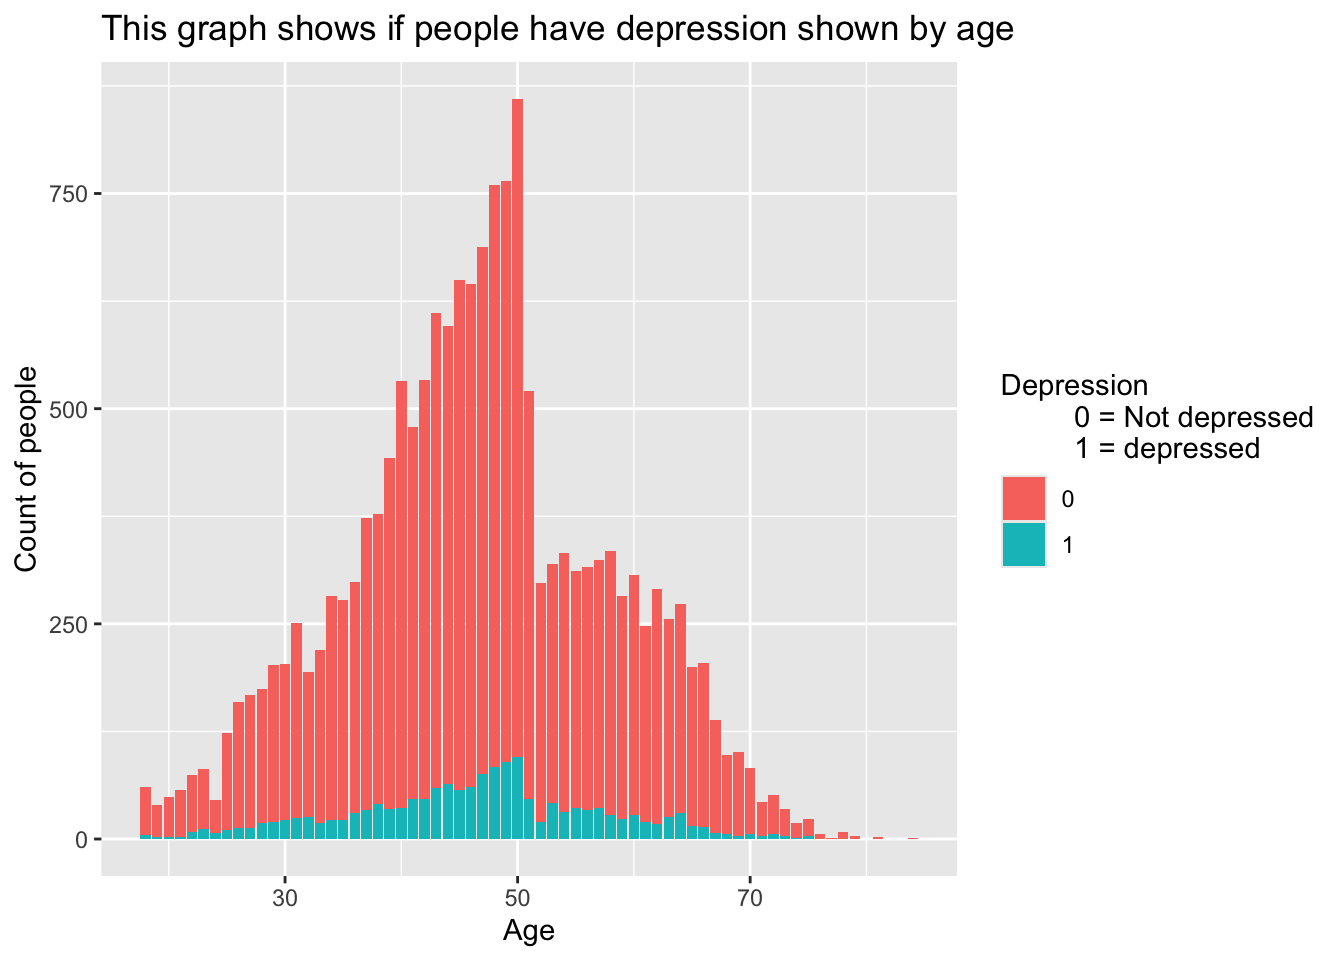 This graph shows if people have depression shown by age
Count of people
750
500
250
0
30
50
70
Age
Depression
0 = Not depressed
1 = depressed
0
1